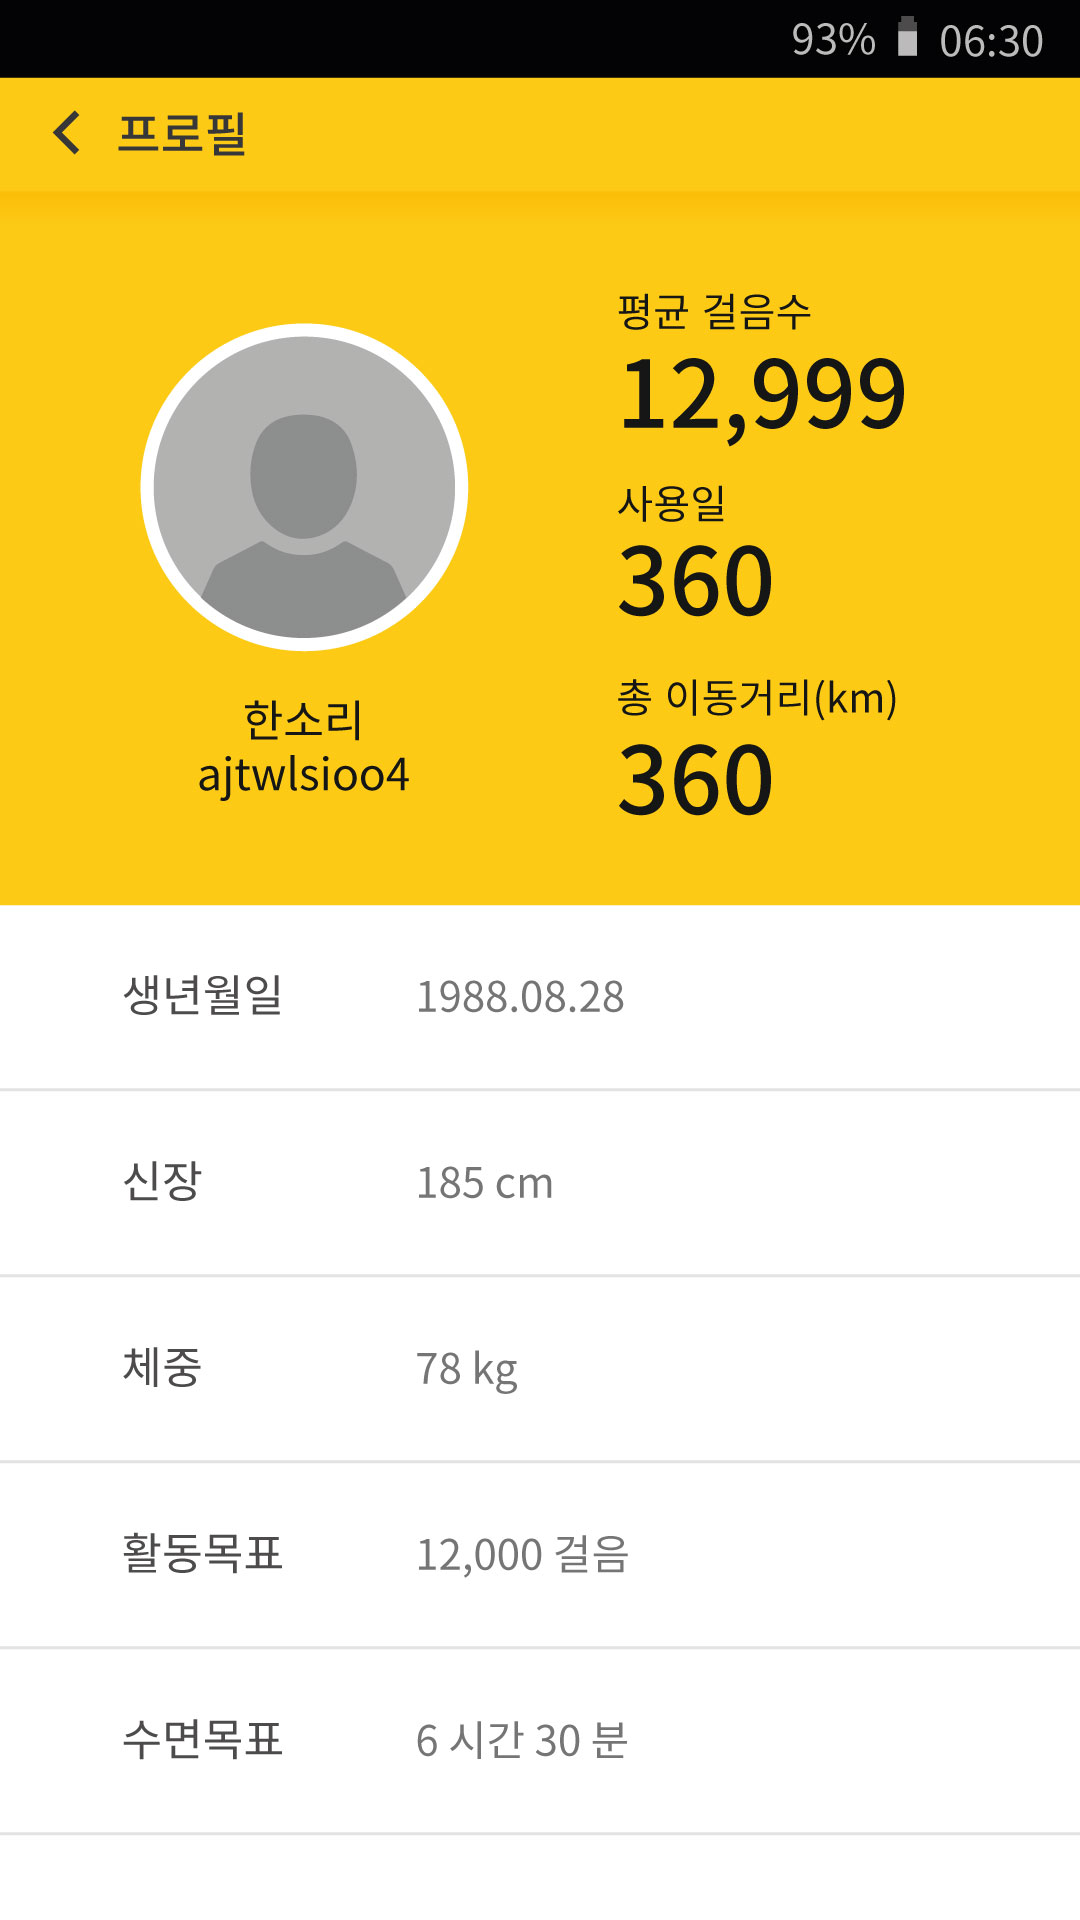 93% 06:30
프로필
평균 걸음수
12,999
사용일
360
총 이동거리(km)
360
한소리
ajtwlsioo4
생년월일 1988.08.28
신장 185 cm
체중 78 kg
활동목표 12,000 걸음
수면목표 6 시간 30 분